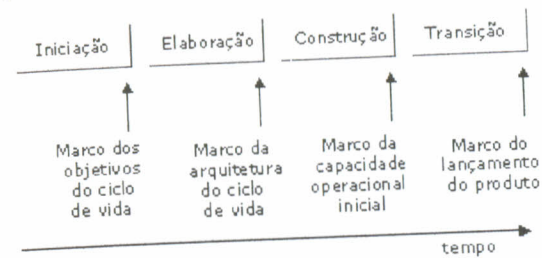 Iniciação
Elaboração
Construção
Transição
Marco dos
objetivos
do ciclo
de vida
Marco da
arquitetura
do ciclo
de vida
Marco da
capacidade
operacional
inicial
Marco do
lançamento
do produto
tempo